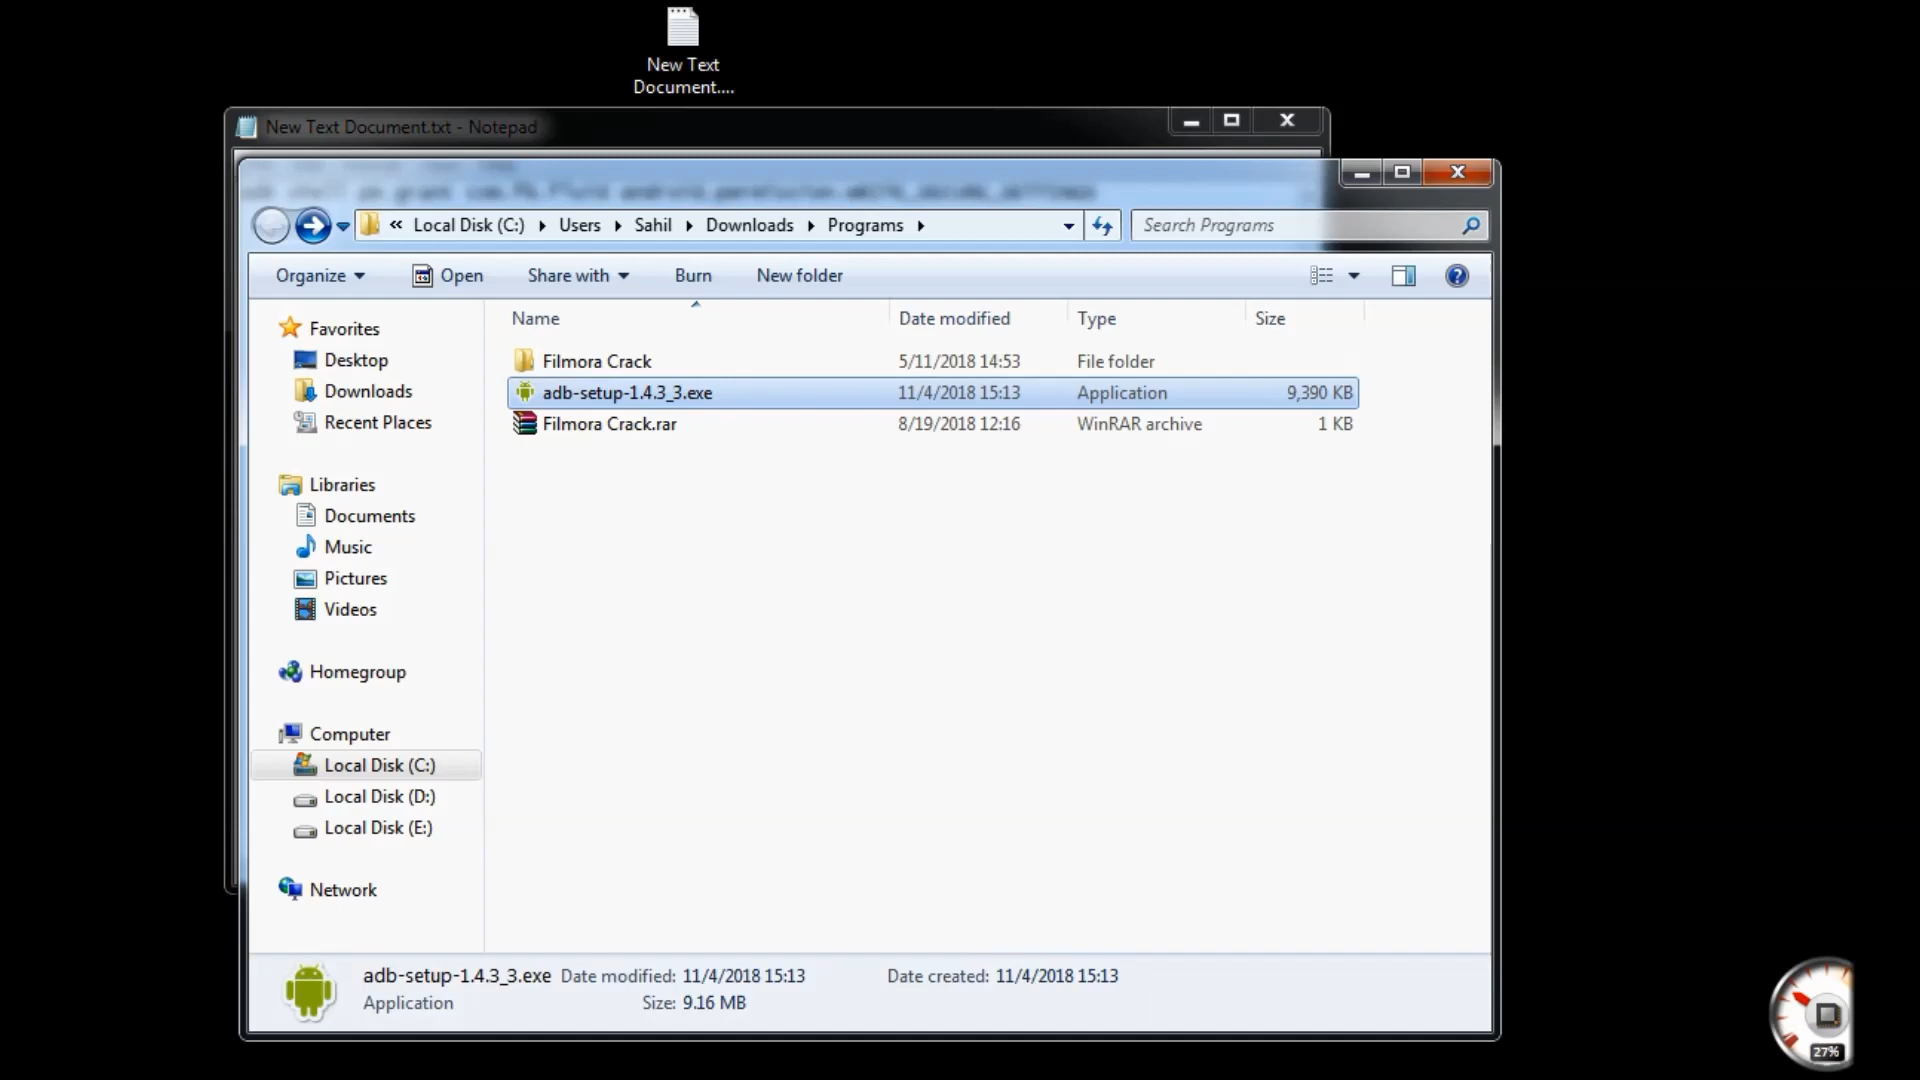 New Text
Document....
New Text Document.txt - Notepad
« Local Disk (C:) Users Sahil Downloads Programs
Search Programs
Organize Open Share with Burn New folder
Name Date modified Type Size
Filmora Crack 5/11/2018 14:53 File folder
adb-setup-1.4.3_3.exe 11/4/2018 15:13 Application 9,390 KB
Filmora Crack.rar 8/19/2018 12:16 WinRAR archive 1 KB
Favorites
Desktop
Downloads
Recent Places
Libraries
Documents
Music
Pictures
Videos
Homegroup
Computer
Local Disk (C:)
Local Disk (D:)
Local Disk (E:)
Network
adb-setup-1.4.3_3.exe Date modified: 11/4/2018 15:13 Date created: 11/4/2018 15:13
Application Size: 9.16 MB
27%